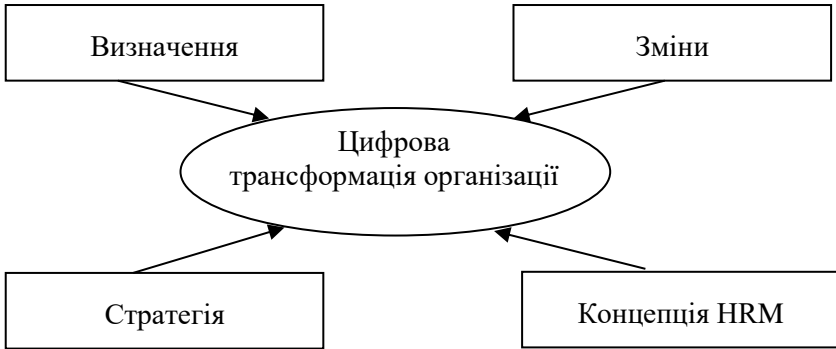 Визначення
Зміни
Цифрова
трансформація організації
Стратегія
Концепція HRM